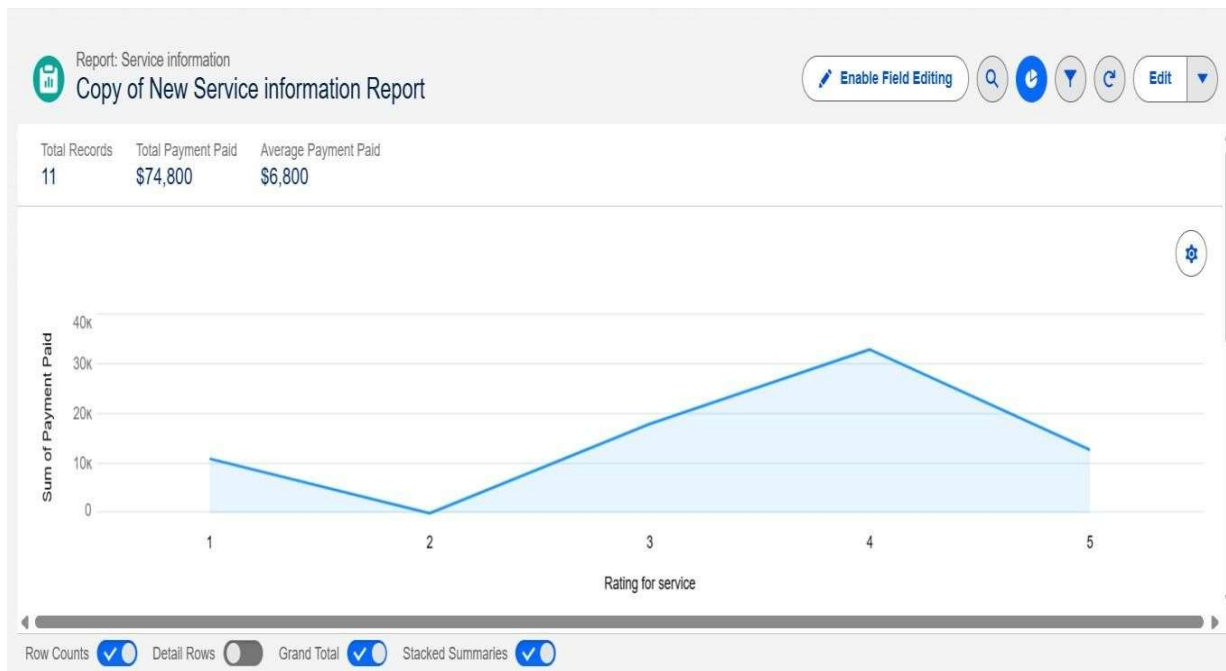 Report: Service information
Copy of New Service information Report
Enable Field Editing
Edit
Total Records Total Payment Paid Average Payment Paid
11 $74,800 $6,800
Sum of Payment Paid
40K
30K
20K
10K
0
1 2 3 4 5
Rating for service
Row Counts Detail Rows Grand Total Stacked Summaries